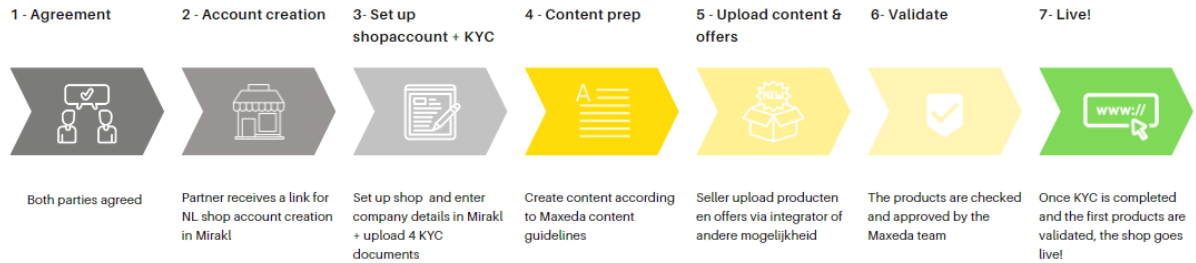 1 - Agreement
2 - Account creation
3- Set up
shopaccount + KYC
4 - Content prep
5 - Upload content &
offers
6- Validate
7- Live!
A
NEW
www://
Both parties agreed
Partner receives a link for
NL shop account creation
in Mirakl
Set up shop and enter
company details in Mirakl
+ upload 4 KYC
documents
Create content according
to Maxeda content
guidelines
Seller upload producten
en offers via integrator of
andere mogelijkheid
The products are checked
and approved by the
Maxeda team
Once KYC is completed
and the first products are
validated, the shop goes
live!